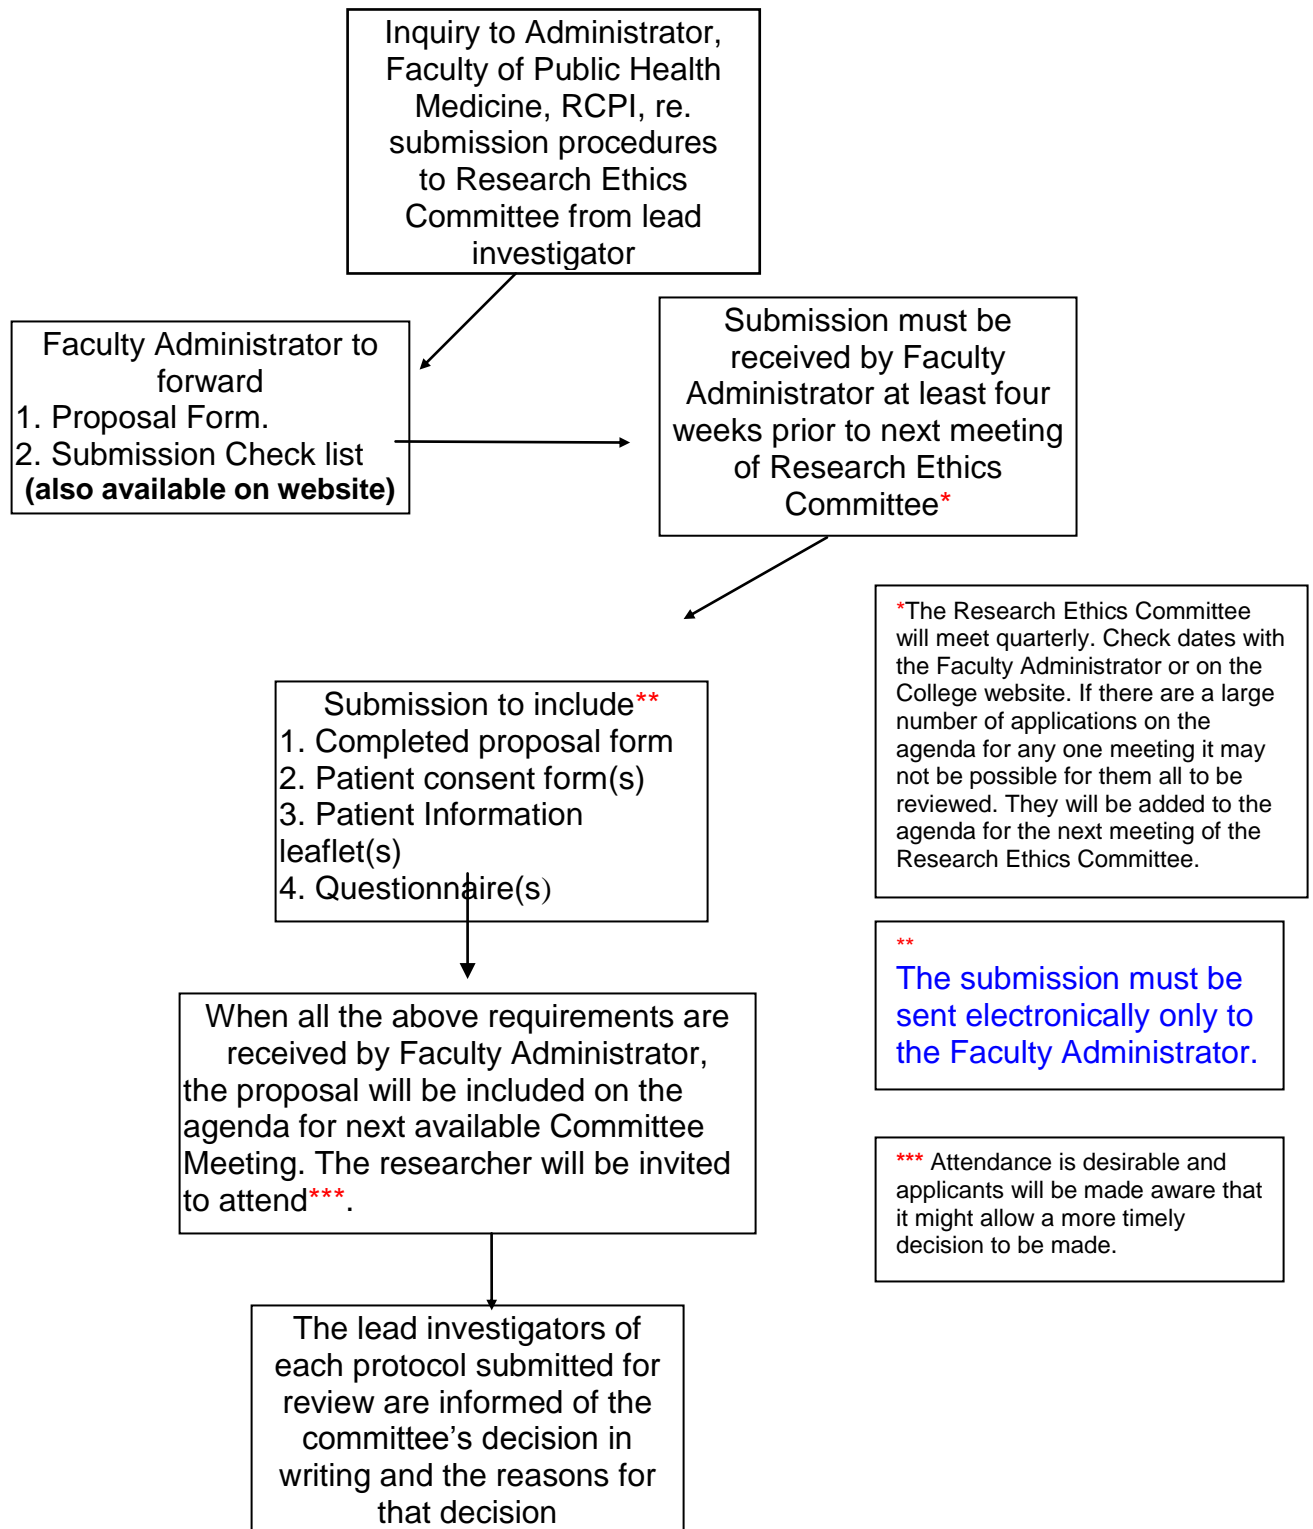 Inquiry to Administrator,
Faculty of Public Health
Medicine, RCPI, re.
submission procedures
to Research Ethics
Committee from lead
investigator
Faculty Administrator to
forward
1. Proposal Form.
2. Submission Check list
(also available on website)
Submission must be
received by Faculty
Administrator at least four
weeks prior to next meeting
of Research Ethics
Committee*
Submission to include**
1. Completed proposal form
2. Patient consent form(s)
3. Patient Information
leaflet(s)
4. Questionnaire(s)
*The Research Ethics Committee
will meet quarterly. Check dates with
the Faculty Administrator or on the
College website. If there are a large
number of applications on the
agenda for any one meeting it may
not be possible for them all to be
reviewed. They will be added to the
agenda for the next meeting of the
Research Ethics Committee.
**
The submission must be
sent electronically only to
the Faculty Administrator.
When all the above requirements are
received by Faculty Administrator,
the proposal will be included on the
agenda for next available Committee
Meeting. The researcher will be invited
to attend***.
*** Attendance is desirable and
applicants will be made aware that
it might allow a more timely
decision to be made.
The lead investigators of
each protocol submitted for
review are informed of the
committee’s decision in
writing and the reasons for
that decision